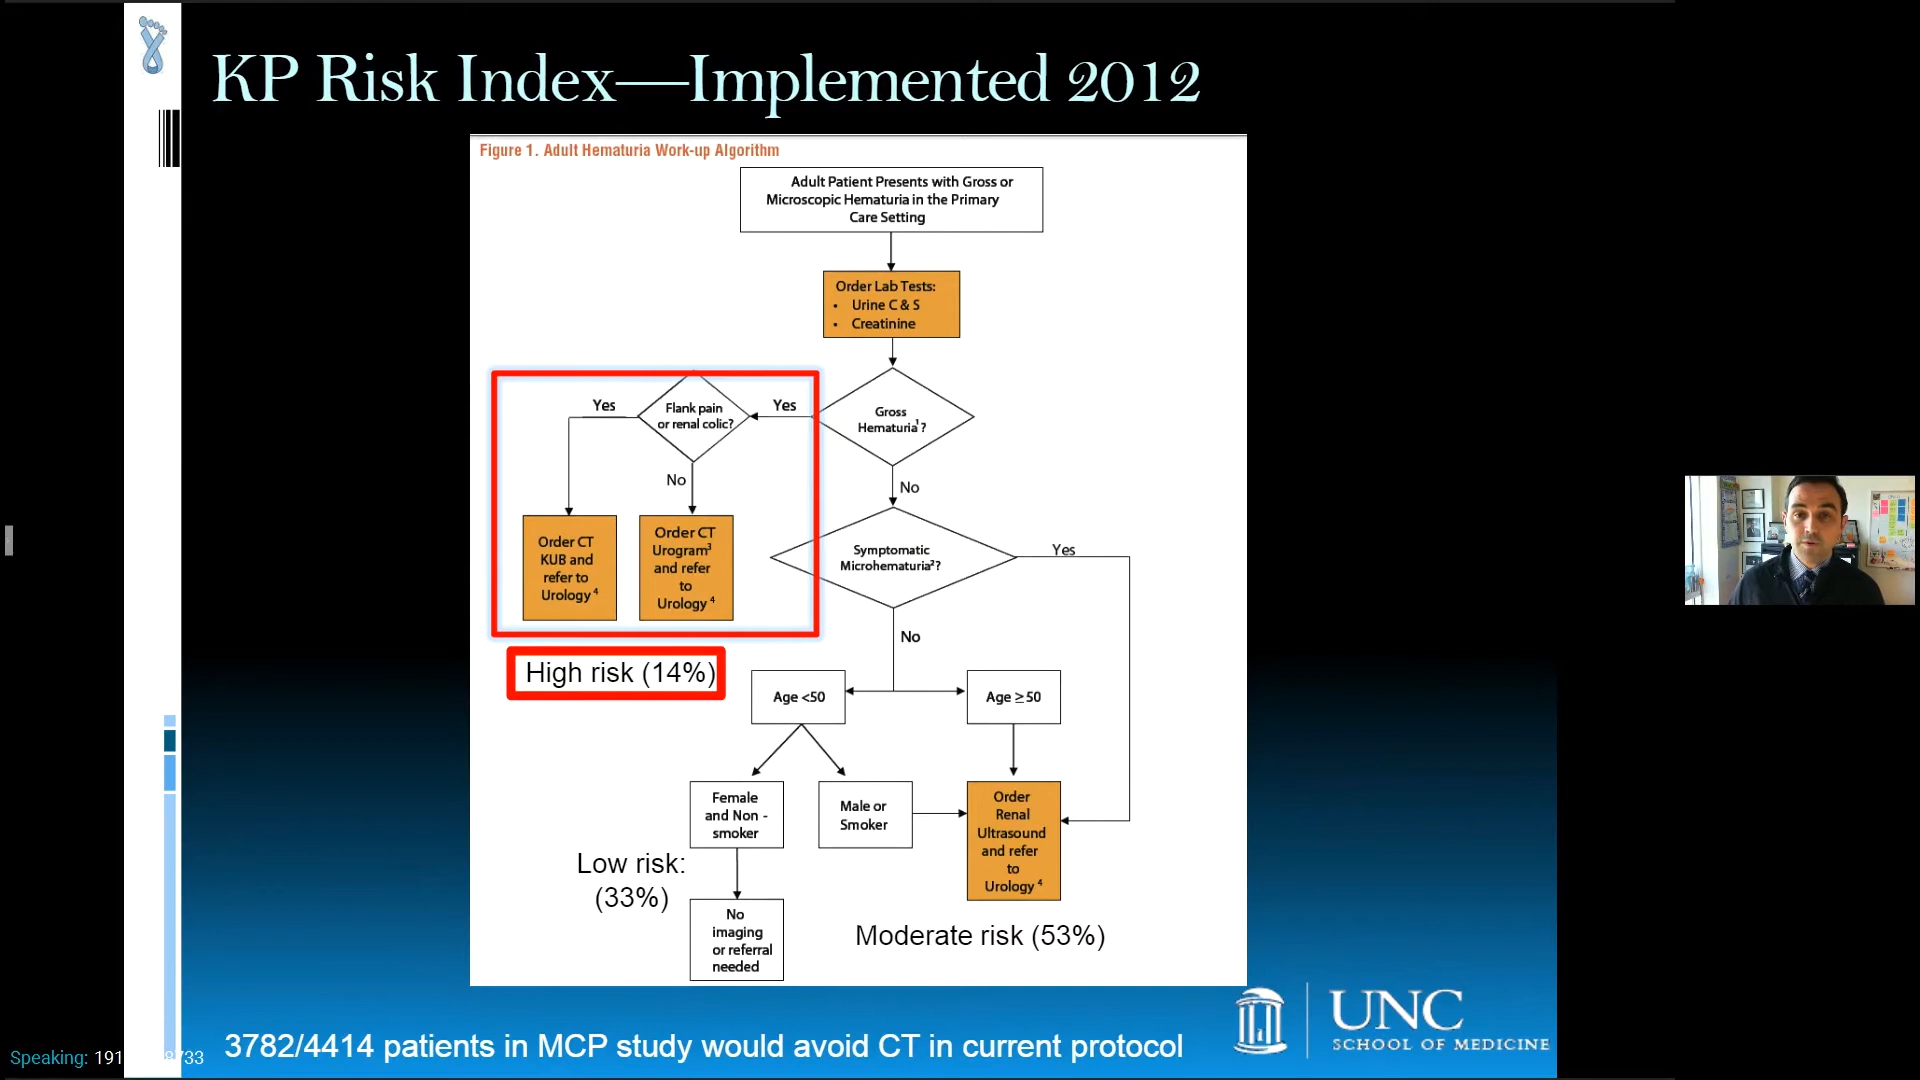 KP Risk Index—Implemented 2012
Figure 1. Adult Hematuria Work-up Algorithm
Adult Patient Presents with Gross or
Microscopic Hematuria in the Primary
Care Setting
Order Lab Tests:
• Urine C & S
• Creatinine
Gross
Hematuria¹?
Yes
Flank pain
or renal colic?
Yes
No
No
Order CT
KUB and
refer to
Urology ⁴
Order CT
Urogram³
and refer
to
Urology ⁴
Symptomatic
Microhematuria²?
Yes
No
High risk (14%)
Age <50
Age ≥50
Female
and Non -
smoker
Male or
Smoker
Order
Renal
Ultrasound
and refer
to
Urology ⁴
Low risk:
(33%)
No
imaging
or referral
needed
Moderate risk (53%)
3782/4414 patients in MCP study would avoid CT in current protocol
UNC
SCHOOL OF MEDICINE
Speaking: